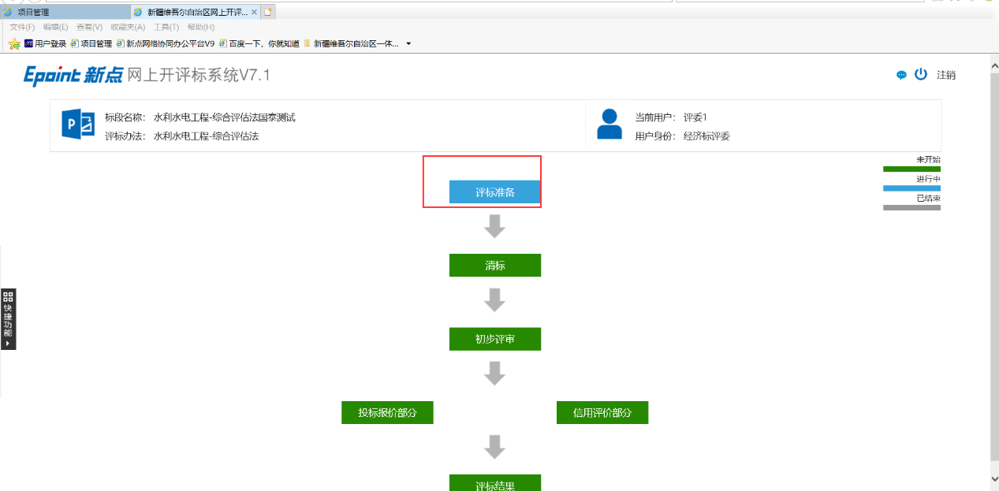 项目管理 新疆维吾尔自治区网上开评...
文件(F) 编辑(E) 查看(V) 收藏夹(A) 工具(T) 帮助(H)
用户登录 项目管理 新点网络协同办公平台V9 百度一下，你就知道 新疆维吾尔自治区一体...
Epoint 新点 网上开评标系统V7.1 注销
标段名称： 水利水电工程-综合评估法国泰测试 当前用户： 评委1
评标办法： 水利水电工程-综合评估法 用户身份： 经济标评委
未开始
进行中
已结束
评标准备
清标
快捷功能
初步评审
投标报价部分 信用评价部分
评标结果